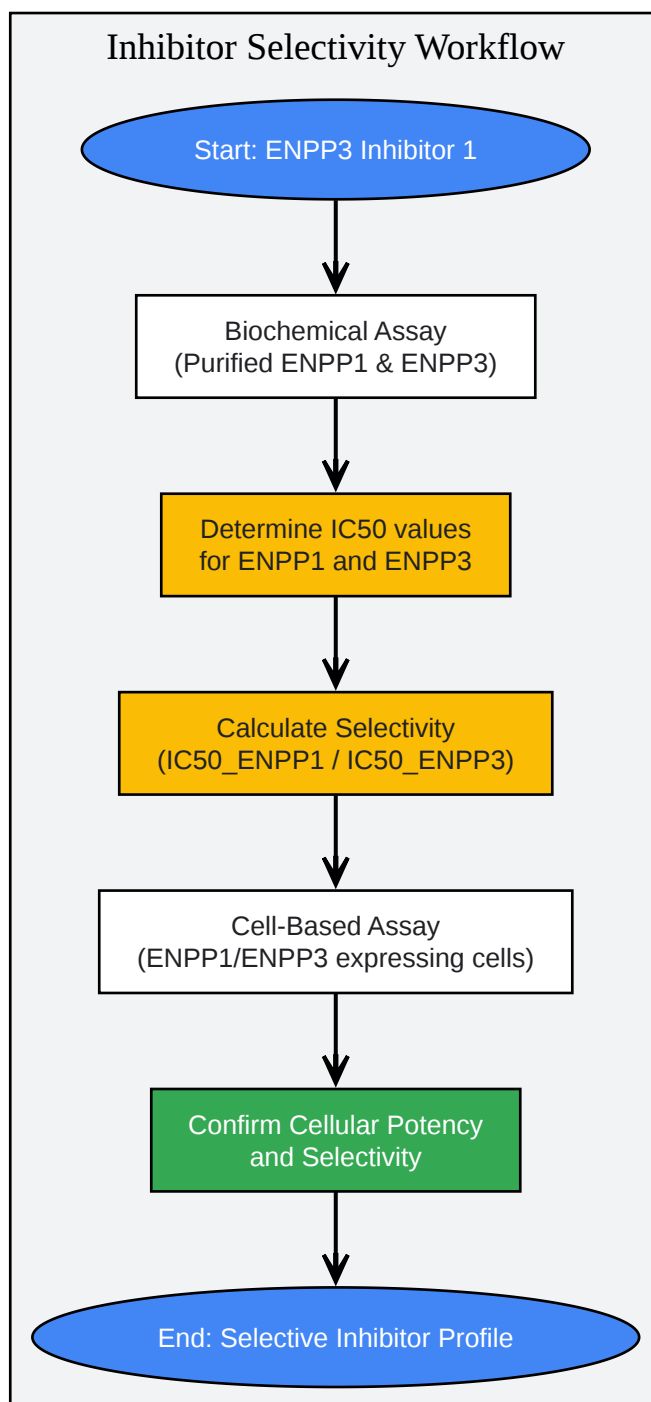 Inhibitor Selectivity Workflow
Start: ENPP3 Inhibitor 1
Biochemical Assay
(Purified ENPP1 & ENPP3)
Determine IC50 values
for ENPP1 and ENPP3
Calculate Selectivity
(IC50_ENPP1 / IC50_ENPP3)
Cell-Based Assay
(ENPP1/ENPP3 expressing cells)
Confirm Cellular Potency
and Selectivity
End: Selective Inhibitor Profile